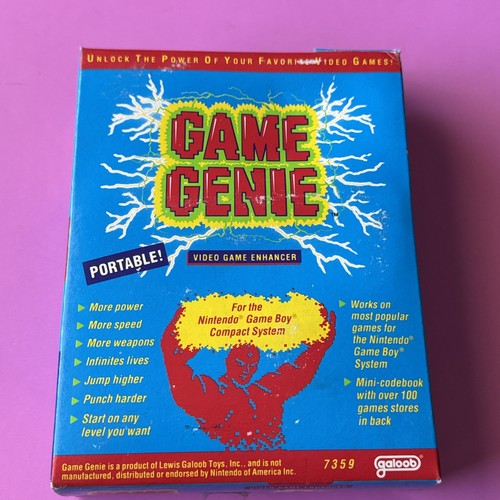 UNLOCK THE POWER OF YOUR FAVORITE VIDEO GAMES!
GAME
GENIE
PORTABLE!
VIDEO GAME ENHANCER
For the
Nintendo® Game Boy®
Compact System
More power
More speed
More weapons
Infinites lives
Jump higher
Punch harder
Start on any
level you want
Works on
most popular
games for
the Nintendo®
Game Boy®
System
Mini-codebook
with over 100
games stores
in back
Game Genie is a product of Lewis Galoob Toys, Inc., and is not
manufactured, distributed or endorsed by Nintendo of America Inc.
7359
galoob®